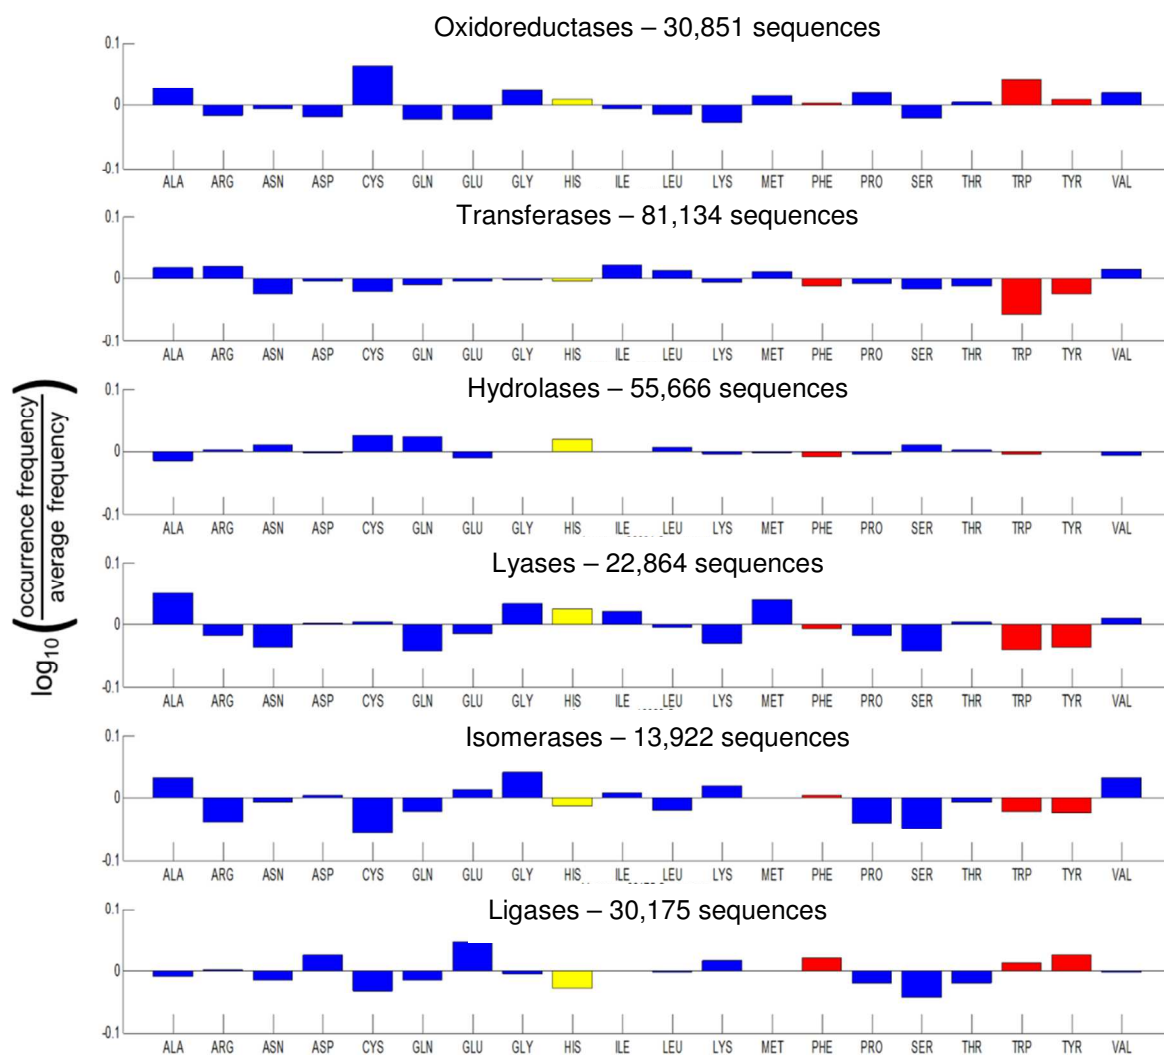 Oxidoreductases – 30,851 sequences
0.1
0
-0.1
ALA ARG ASN ASP CYS GLN GLU GLY HIS ILE LEU LYS MET PHE PRO SER THR TRP TYR VAL
Transferases – 81,134 sequences
0.1
0
-0.1
ALA ARG ASN ASP CYS GLN GLU GLY HIS ILE LEU LYS MET PHE PRO SER THR TRP TYR VAL
Hydrolases – 55,666 sequences
0.1
0
-0.1
ALA ARG ASN ASP CYS GLN GLU GLY HIS ILE LEU LYS MET PHE PRO SER THR TRP TYR VAL
log10 (occurrence frequency
average frequency)
Lyases – 22,864 sequences
0.1
0
-0.1
ALA ARG ASN ASP CYS GLN GLU GLY HIS ILE LEU LYS MET PHE PRO SER THR TRP TYR VAL
Isomerases – 13,922 sequences
0.1
0
-0.1
ALA ARG ASN ASP CYS GLN GLU GLY HIS ILE LEU LYS MET PHE PRO SER THR TRP TYR VAL
Ligases – 30,175 sequences
0.1
0
-0.1
ALA ARG ASN ASP CYS GLN GLU GLY HIS ILE LEU LYS MET PHE PRO SER THR TRP TYR VAL